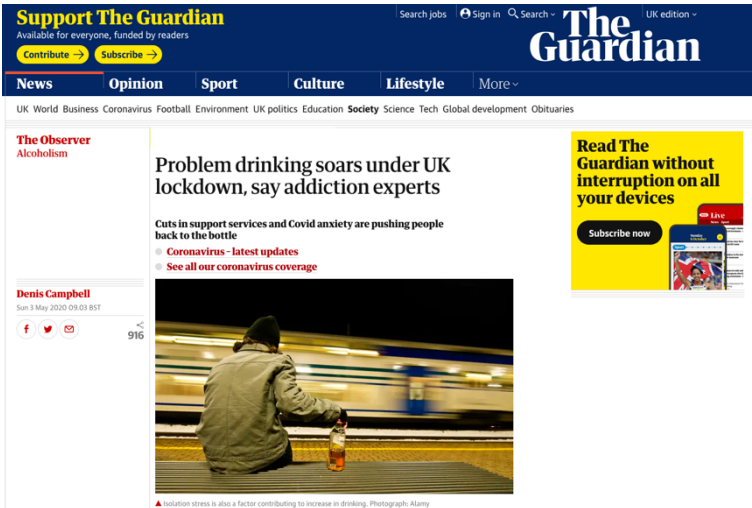 Support The Guardian
Available for everyone, funded by readers
Contribute →
Subscribe →
Search jobs
Sign in
Search
UK edition
The
Guardian
News
Opinion
Sport
Culture
Lifestyle
More
UK World Business Coronavirus Football Environment UK politics Education Society Science Tech Global development Obituaries
The Observer
Alcoholism
Problem drinking soars under UK
lockdown, say addiction experts
Cuts in support services and Covid anxiety are pushing people
back to the bottle
Coronavirus – latest updates
See all our coronavirus coverage
Denis Campbell
Sun 3 May 2020 09.03 BST
916
Isolation stress is also a factor contributing to increase in drinking. Photograph: Alamy
Read The
Guardian without
interruption on all
your devices
Subscribe now
Live